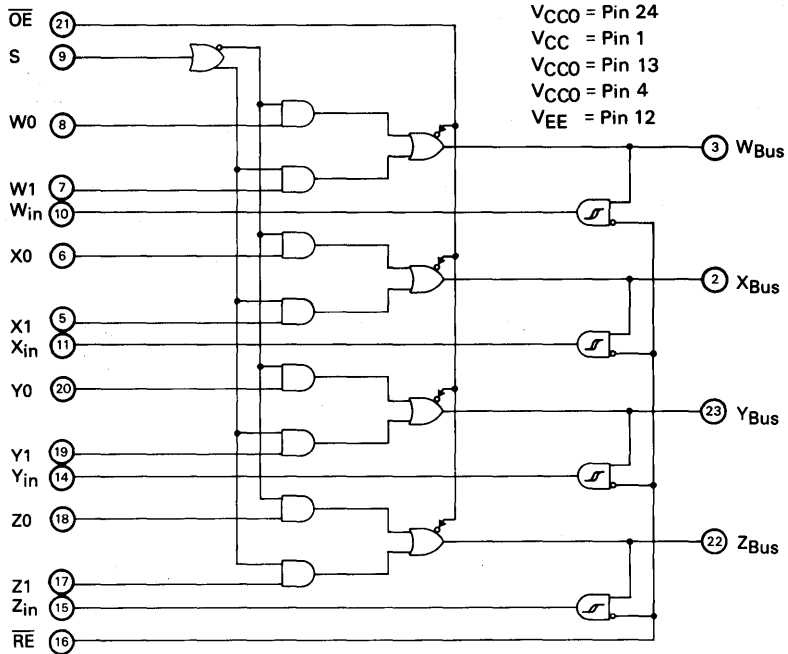 OE 21
S 9
W0 8
W1 7
Win 10
X0 6
X1 5
Xin 11
Y0 20
Y1 19
Yin 14
Z0 18
Z1 17
Zin 15
RE 16
VCCO = Pin 24
VCC = Pin 1
VCCO = Pin 13
VCCO = Pin 4
VEE = Pin 12
3 WBus
2 XBus
23 YBus
22 ZBus